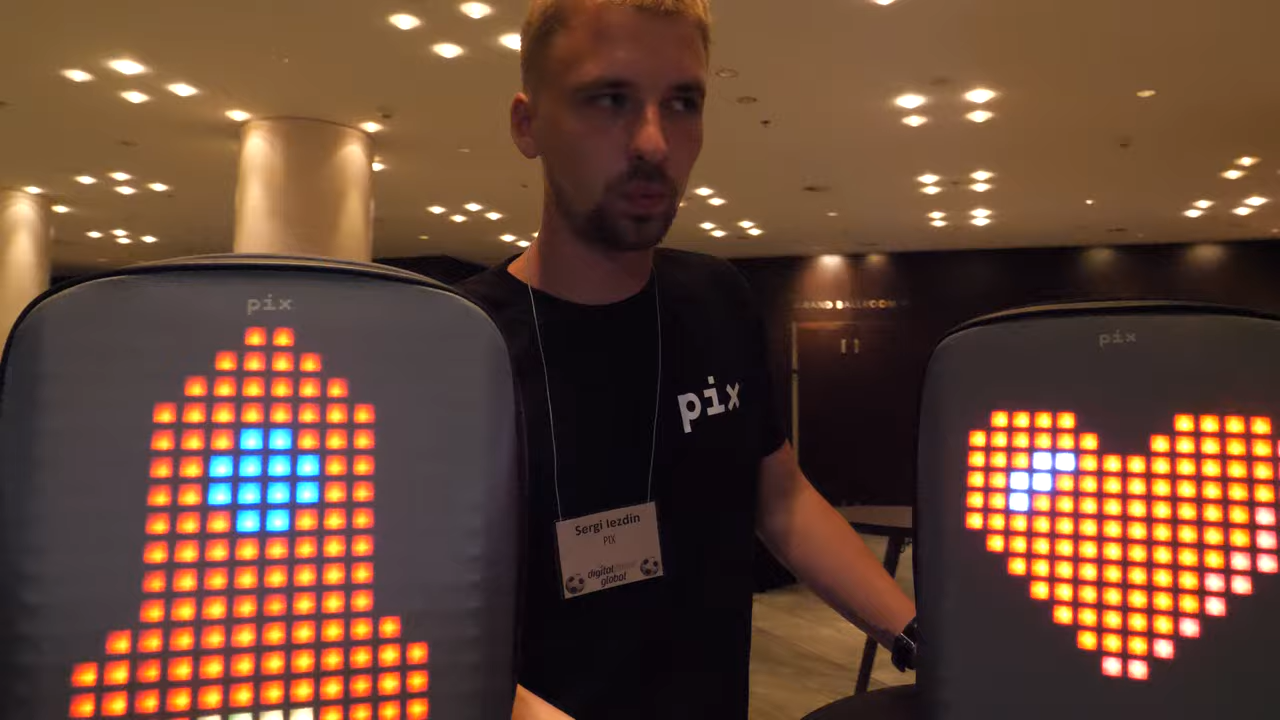 pix
pix
pix
GRAND BALLROOM
Sergi Iezdin
PIX
digital
global